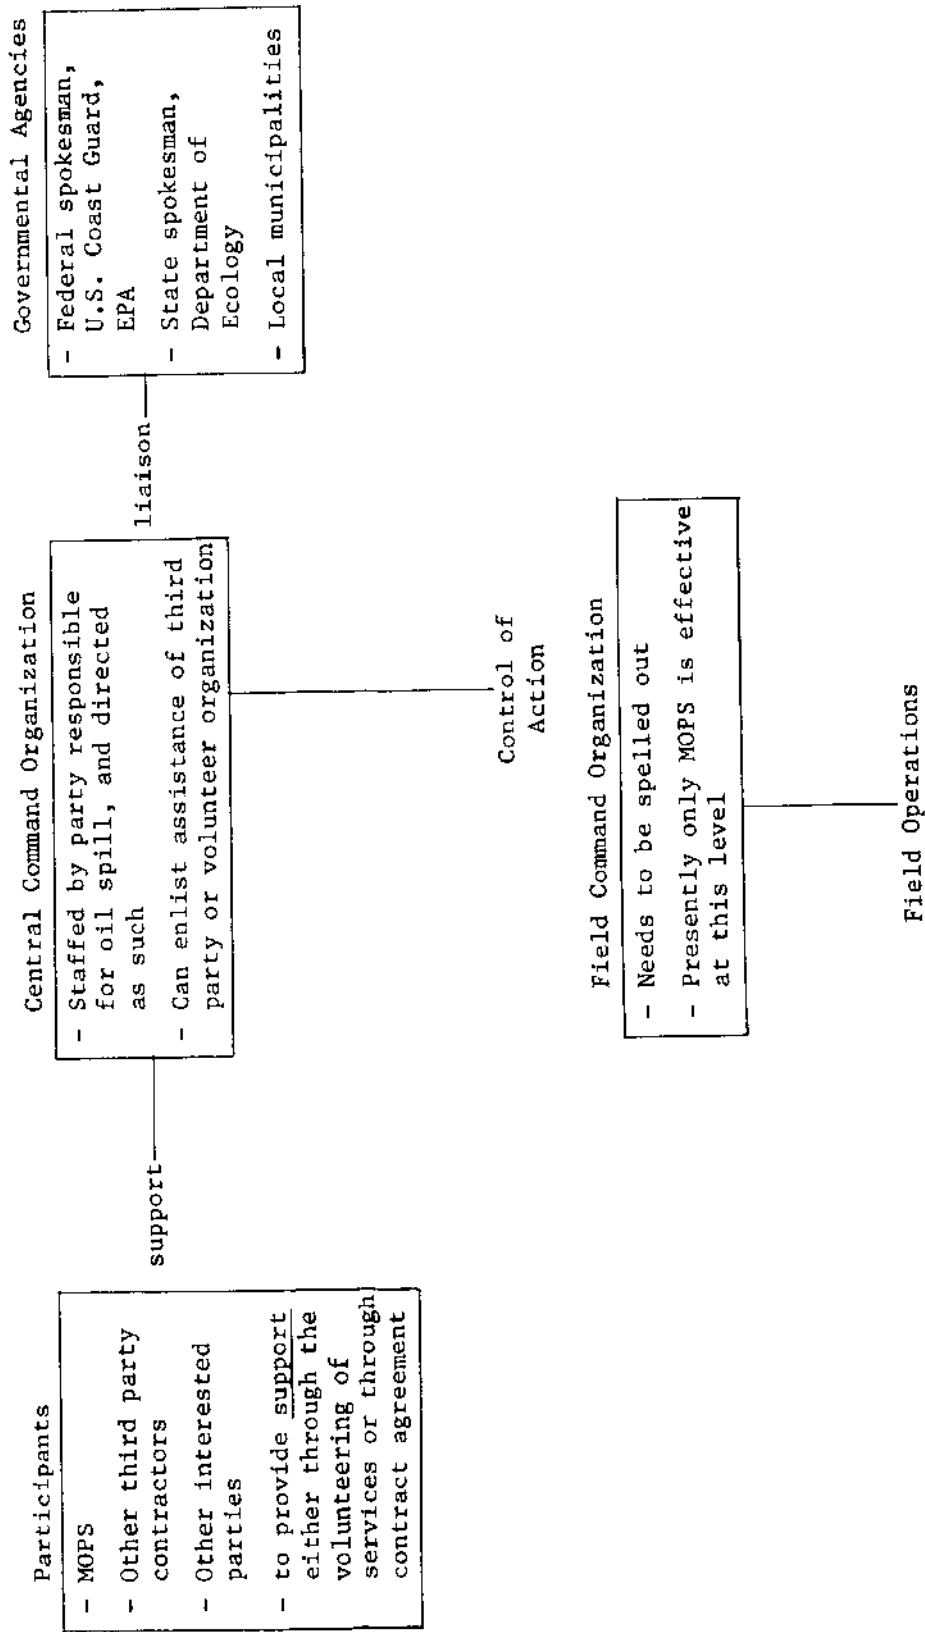 Participants
- MOPS
- Other third party
contractors
- Other interested
parties
- to provide support
either through the
volunteering of
services or through
contract agreement
support
Central Command Organization
- Staffed by party responsible
for oil spill, and directed
as such
- Can enlist assistance of third
party or volunteer organization
liaison
Governmental Agencies
- Federal spokesman,
U.S. Coast Guard,
EPA
- State spokesman,
Department of
Ecology
- Local municipalities
Control of
Action
Field Command Organization
- Needs to be spelled out
- Presently only MOPS is effective
at this level
Field Operations